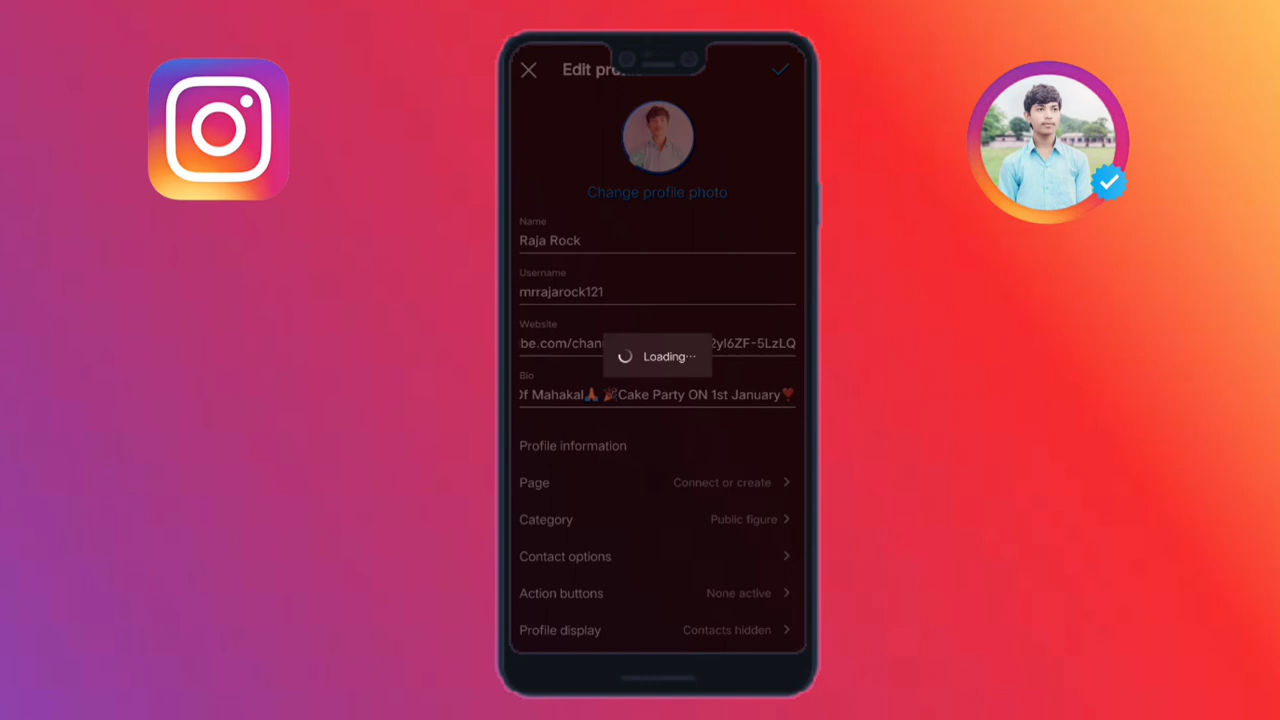 Edit pro
Change profile photo
Name
Raja Rock
Username
mrrajarock121
Website
be.com/chan 2yl6ZF-5LzLQ
Loading...
Bio
Of Mahakal🙏 🎉Cake Party ON 1st January❣️
Profile information
Page Connect or create
Category Public figure
Contact options
Action buttons None active
Profile display Contacts hidden